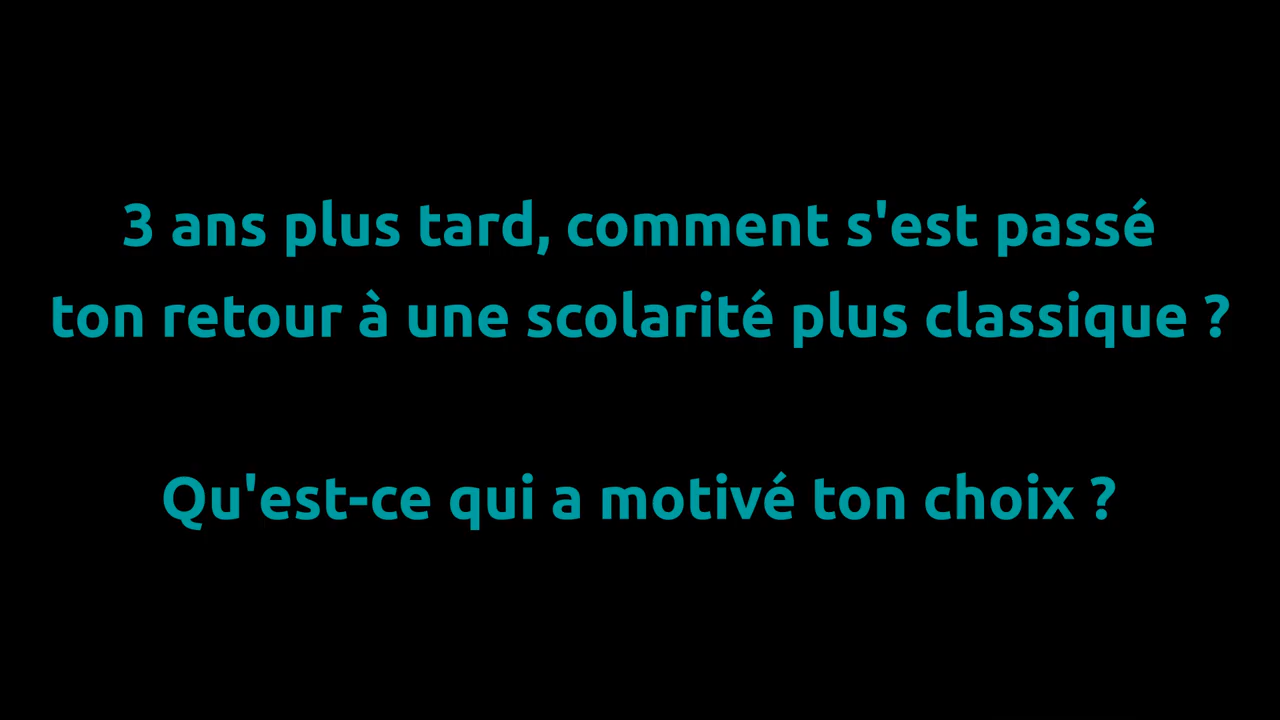 3 ans plus tard, comment s'est passé
ton retour à une scolarité plus classique ?
Qu'est-ce qui a motivé ton choix ?